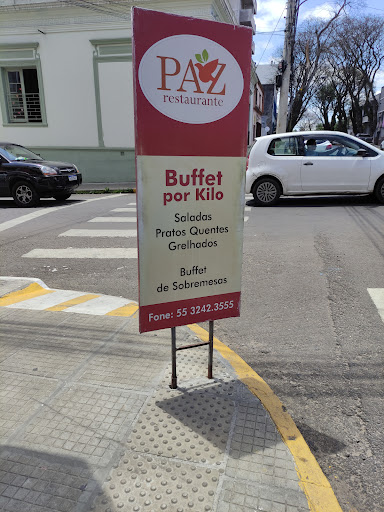 PAZ
restaurante
Buffet
por Kilo
Saladas
Pratos Quentes
Grelhados
Buffet
de Sobremesas
Fone: 55 3242.3555